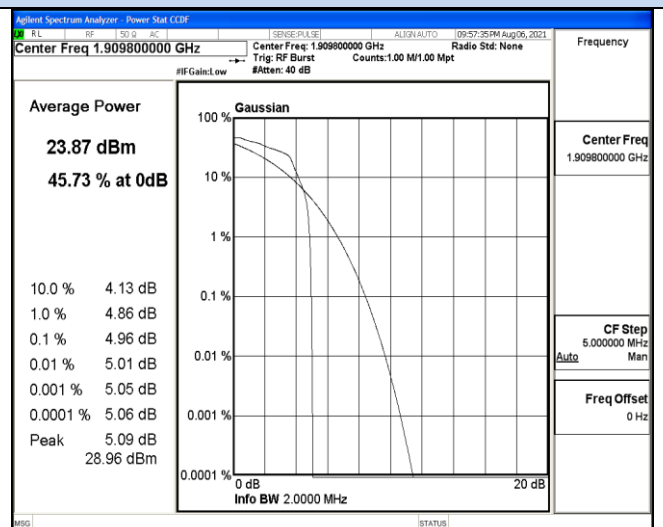 Agilent Spectrum Analyzer - Power Stat CCDF
RL RF 50 Ω AC SENSE:PULSE ALIGN AUTO 09:57:35 PM Aug 06, 2021
Center Freq 1.909800000 GHz
Center Freq: 1.909800000 GHz Radio Std: None
Trig: RF Burst Counts:1.00 M/1.00 Mpt
#IFGain:Low #Atten: 40 dB
Frequency
Average Power
23.87 dBm
45.73 % at 0dB
10.0 % 4.13 dB
1.0 % 4.86 dB
0.1 % 4.96 dB
0.01 % 5.01 dB
0.001 % 5.05 dB
0.0001 % 5.06 dB
Peak 5.09 dB
28.96 dBm
Gaussian
100 %
10 %
1 %
0.1 %
0.01 %
0.001 %
0.0001 %
0 dB 20 dB
Info BW 2.0000 MHz
Center Freq
1.909800000 GHz
CF Step
5.000000 MHz
Auto Man
Freq Offset
0 Hz
MSG STATUS